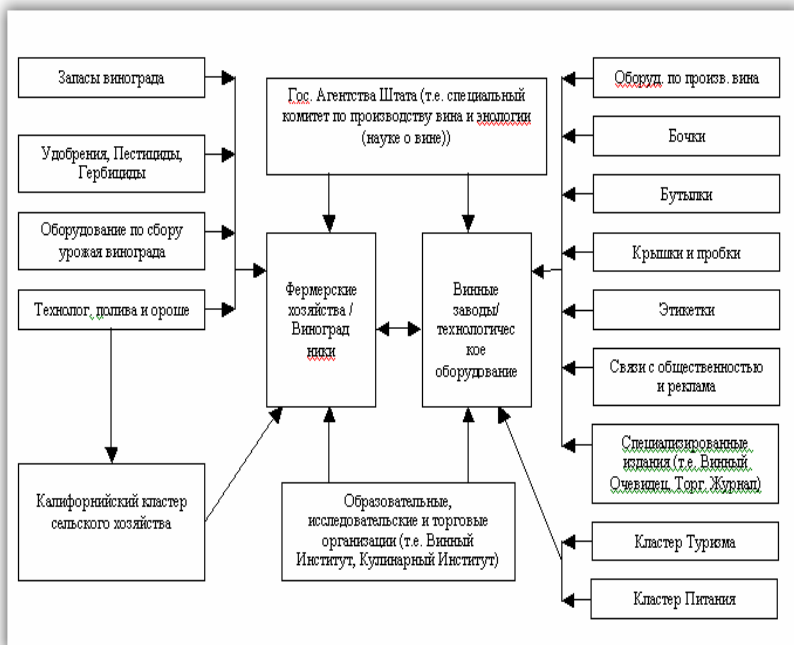 Запасы винограда
Удобрения, Пестициды,
Гербициды
Оборудование по сбору
урожая винограда
Технолог. полива и ороше
Калифорнийский кластер
сельского хозяйства
Гос. Агентства Штата (т.е. специальный
комитет по производству вина и энологии
(науке о вине))
Фермерские
хозяйства /
Виноград
ники
Винные
заводы/
технологичес
кое
оборудование
Образовательные,
исследовательские и торговые
организации (т.е. Винный
Институт, Кулинарный Институт)
Оборуд. по произв. вина
Бочки
Бутылки
Крышки и пробки
Этикетки
Связи с общественностью
и реклама
Специализированные
издания (т.е. Винный
Очевидец, Торг. Журнал)
Кластер Туризма
Кластер Питания